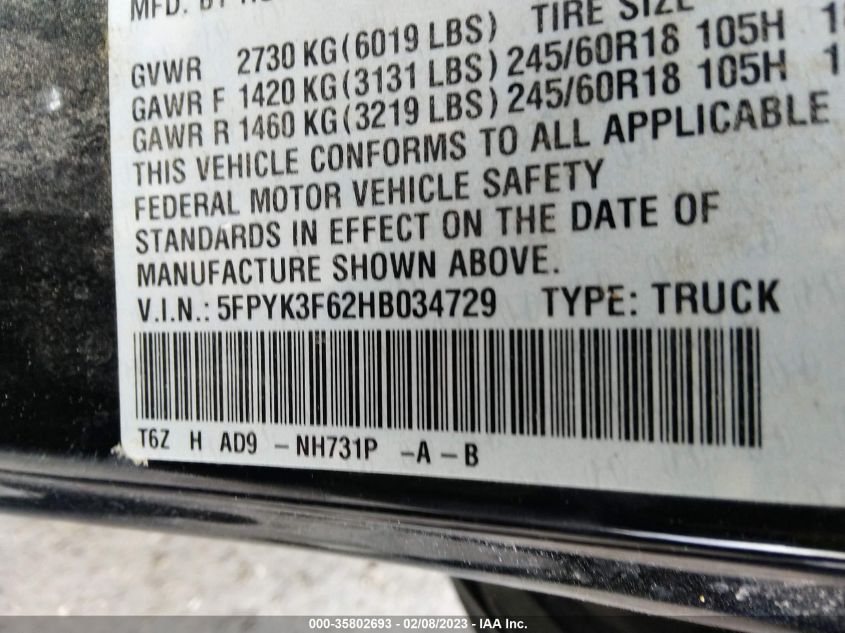 MFD. BY
TIRE SIZE
GVWR 2730 KG(6019 LBS)
GAWR F 1420 KG(3131 LBS) 245/60R18 105H
GAWR R 1460 KG(3219 LBS) 245/60R18 105H
THIS VEHICLE CONFORMS TO ALL APPLICABLE
FEDERAL MOTOR VEHICLE SAFETY
STANDARDS IN EFFECT ON THE DATE OF
MANUFACTURE SHOWN ABOVE.
V.I.N.: 5FPYK3F62HB034729 TYPE: TRUCK
T6Z H AD9 -NH731P -A-B
000-35802693 - 02/08/2023 - IAA Inc.